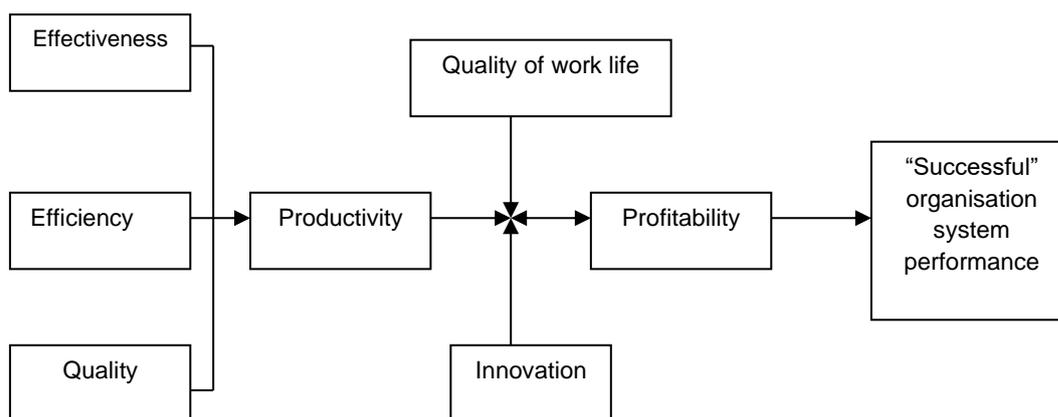 Effectiveness
Quality of work life
Efficiency
Productivity
Profitability
“Successful”
organisation
system
performance
Quality
Innovation